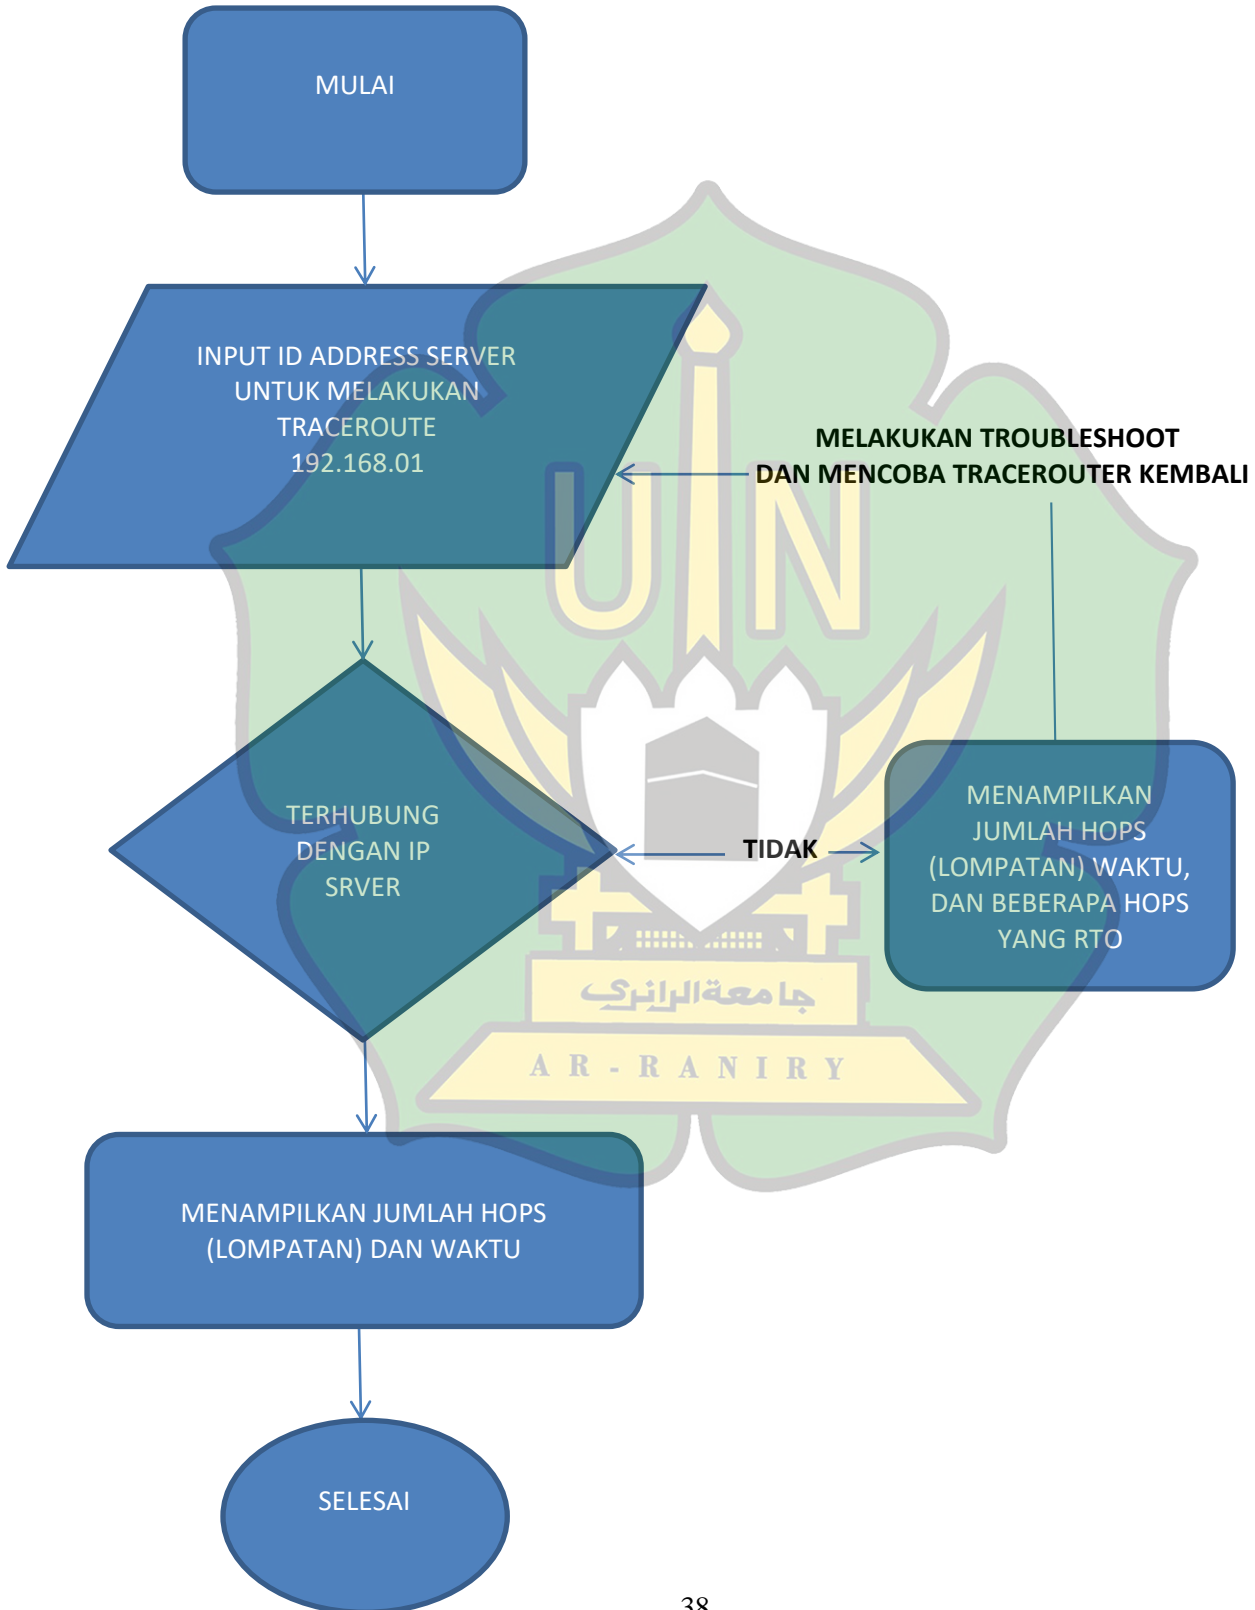 MULAI
INPUT ID ADDRESS SERVER
UNTUK MELAKUKAN
TRACEROUTE
192.168.01
MELAKUKAN TROUBLESHOOT
DAN MENCOBA TRACEROUTER KEMBALI
UIN
TERHUBUNG
DENGAN IP
SRVER
TIDAK
MENAMPILKAN
JUMLAH HOPS
(LOMPATAN) WAKTU,
DAN BEBERAPA HOPS
YANG RTO
جامعة الرانري
AR-RANIRY
MENAMPILKAN JUMLAH HOPS
(LOMPATAN) DAN WAKTU
SELESAI
38